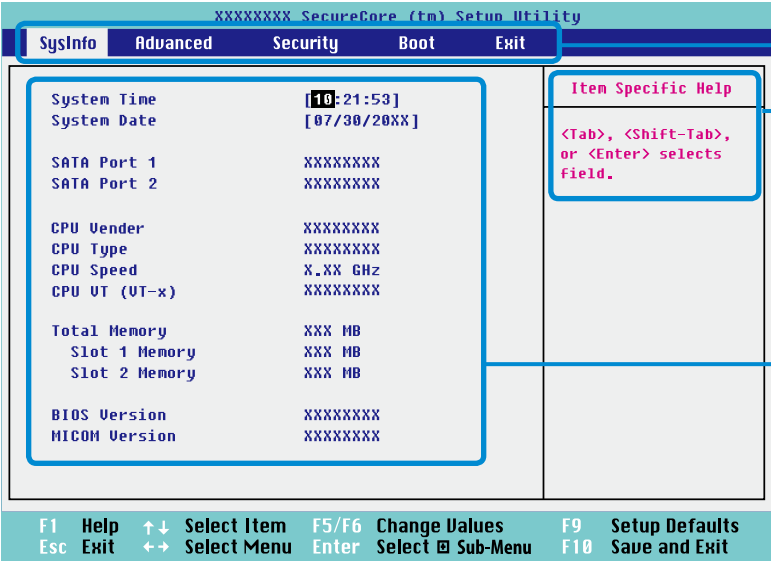 XXXXXXXX SecureCore (tm) Setup Utility
SysInfo Advanced Security Boot Exit
System Time [10:21:53]
System Date [07/30/20XX]
SATA Port 1 XXXXXXXX
SATA Port 2 XXXXXXXX
CPU Vender XXXXXXXX
CPU Type XXXXXXXX
CPU Speed X.XX GHz
CPU VT (VT-x) XXXXXXXX
Total Memory XXX MB
Slot 1 Memory XXX MB
Slot 2 Memory XXX MB
BIOS Version XXXXXXXX
MICOM Version XXXXXXXX
Item Specific Help
<Tab>, <Shift-Tab>,
or <Enter> selects
field.
F1 Help ↑↓ Select Item F5/F6 Change Values F9 Setup Defaults
Esc Exit ←→ Select Menu Enter Select ⊞ Sub-Menu F10 Save and Exit